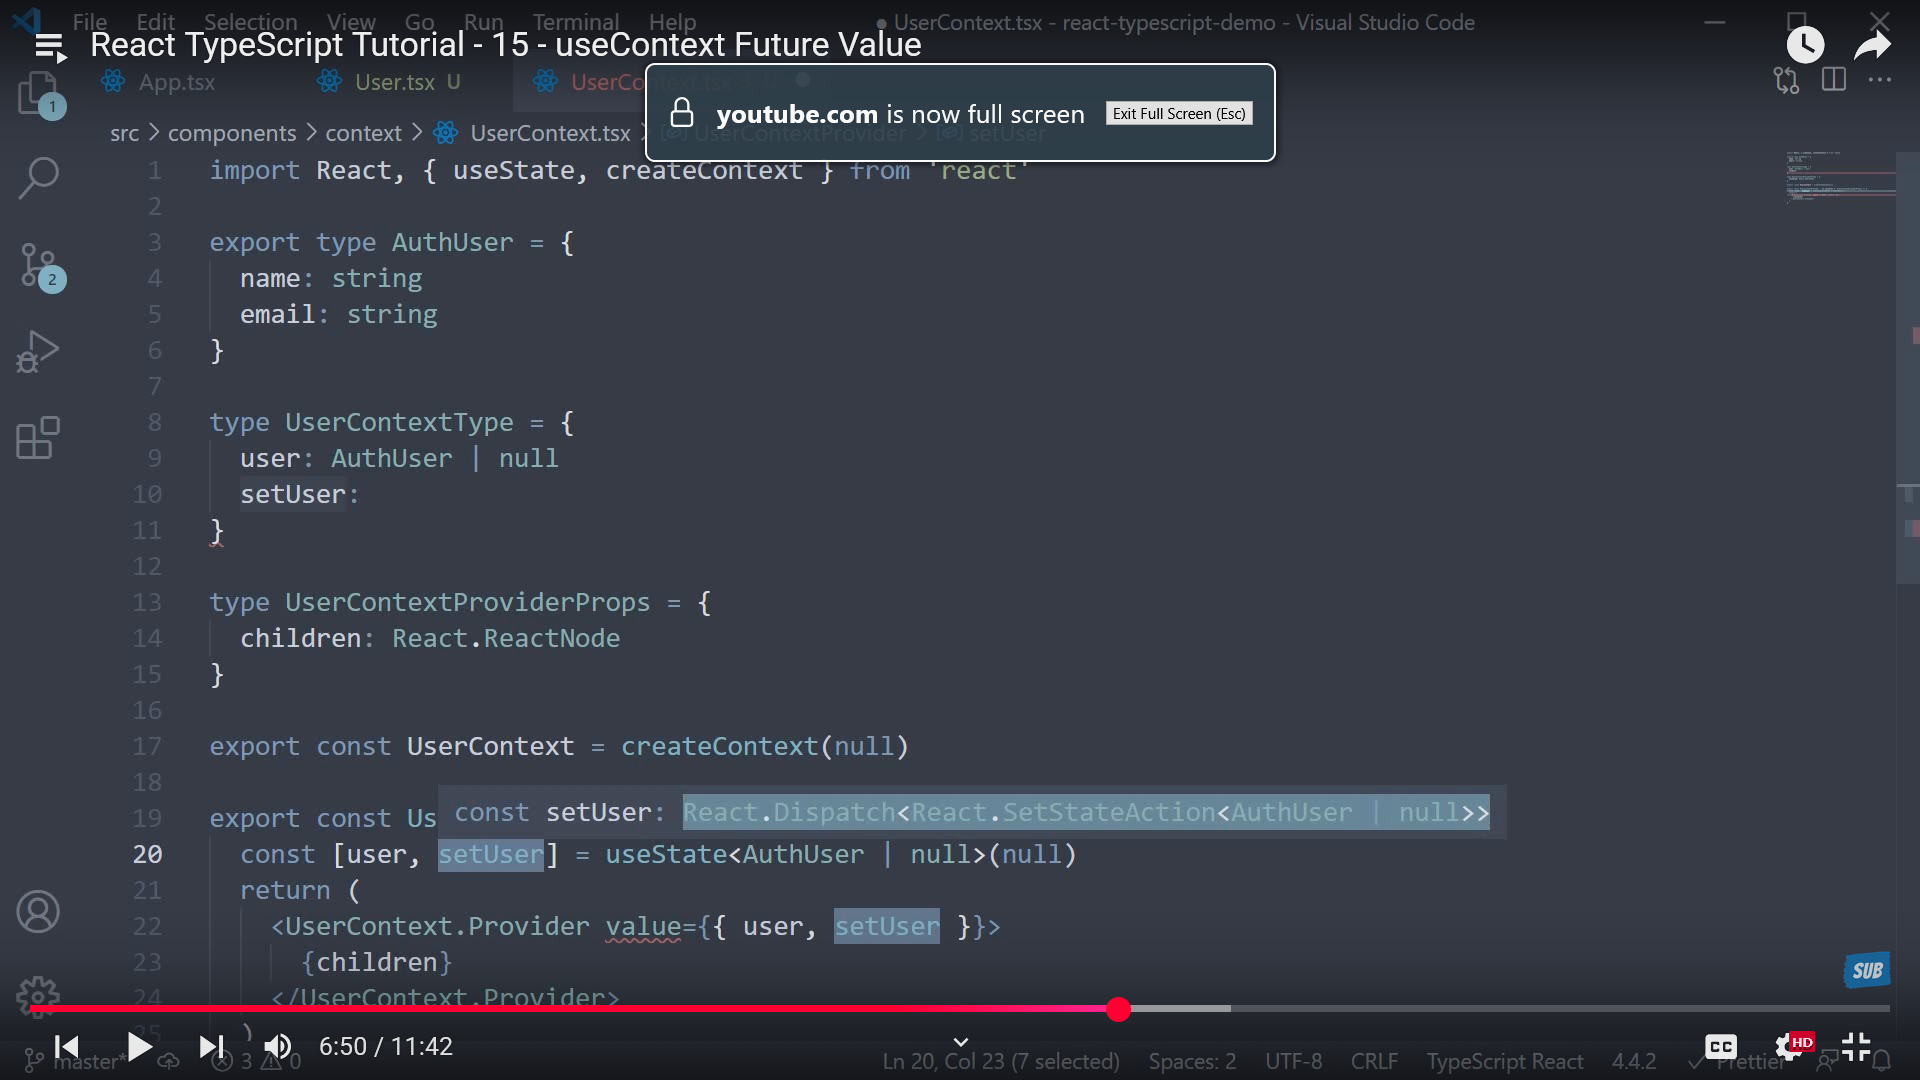 File Edit Selection View Go Run Terminal Help
● UserContext.tsx - react-typescript-demo - Visual Studio Code
React TypeScript Tutorial - 15 - useContext Future Value
App.tsx
User.tsx U
UserContext.tsx
youtube.com is now full screen
Exit Full Screen (Esc)
src > components > context > UserContext.tsx > UserContextProvider > setUser
1 import React, { useState, createContext } from 'react'
2
3 export type AuthUser = {
4 name: string
5 email: string
6 }
7
8 type UserContextType = {
9 user: AuthUser | null
10 setUser:
11 }
12
13 type UserContextProviderProps = {
14 children: React.ReactNode
15 }
16
17 export const UserContext = createContext(null)
18
const setUser: React.Dispatch<React.SetStateAction<AuthUser | null>>
19 export const Us
20 const [user, setUser] = useState<AuthUser | null>(null)
21 return (
22 <UserContext.Provider value={{ user, setUser }}>
23 {children}
24 </UserContext.Provider>
25 )
1
2
SUB
6:50 / 11:42
CC
HD
master* 3 0
Ln 20, Col 23 (7 selected) Spaces: 2 UTF-8 CRLF TypeScript React 4.4.2 Prettier